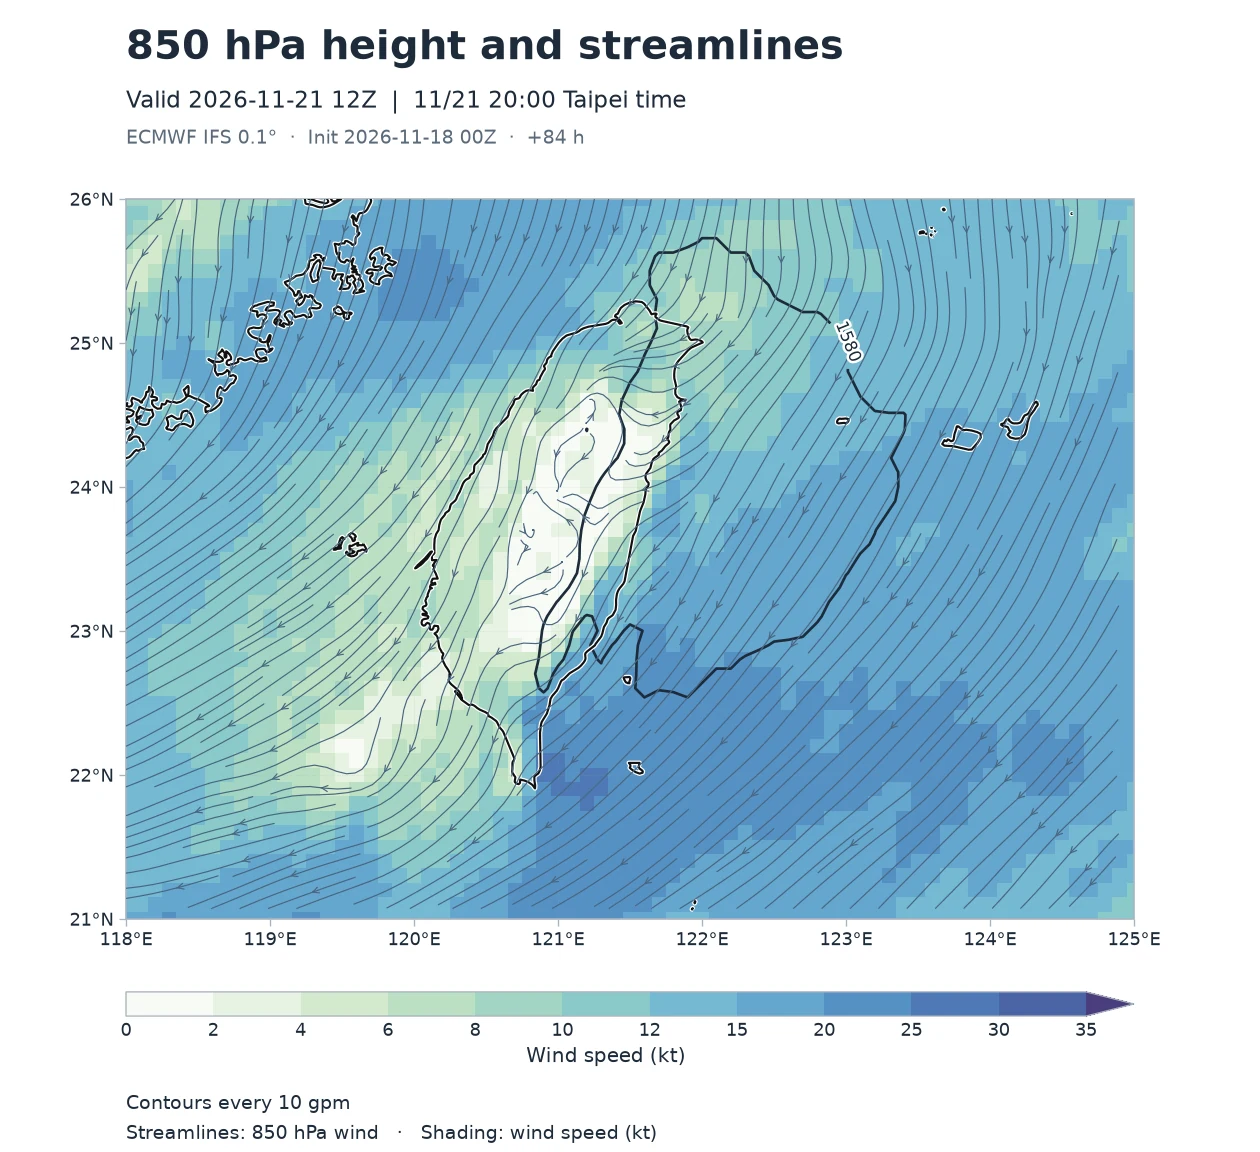 850 hPa height and streamlines
Valid 2026-11-21 12Z | 11/21 20:00 Taipei time
ECMWF IFS 0.1° · Init 2026-11-18 00Z · +84 h
26°N
25°N
24°N
23°N
22°N
21°N
1580
118°E 119°E 120°E 121°E 122°E 123°E 124°E 125°E
0 2 4 6 8 10 12 15 20 25 30 35
Wind speed (kt)
Contours every 10 gpm
Streamlines: 850 hPa wind · Shading: wind speed (kt)